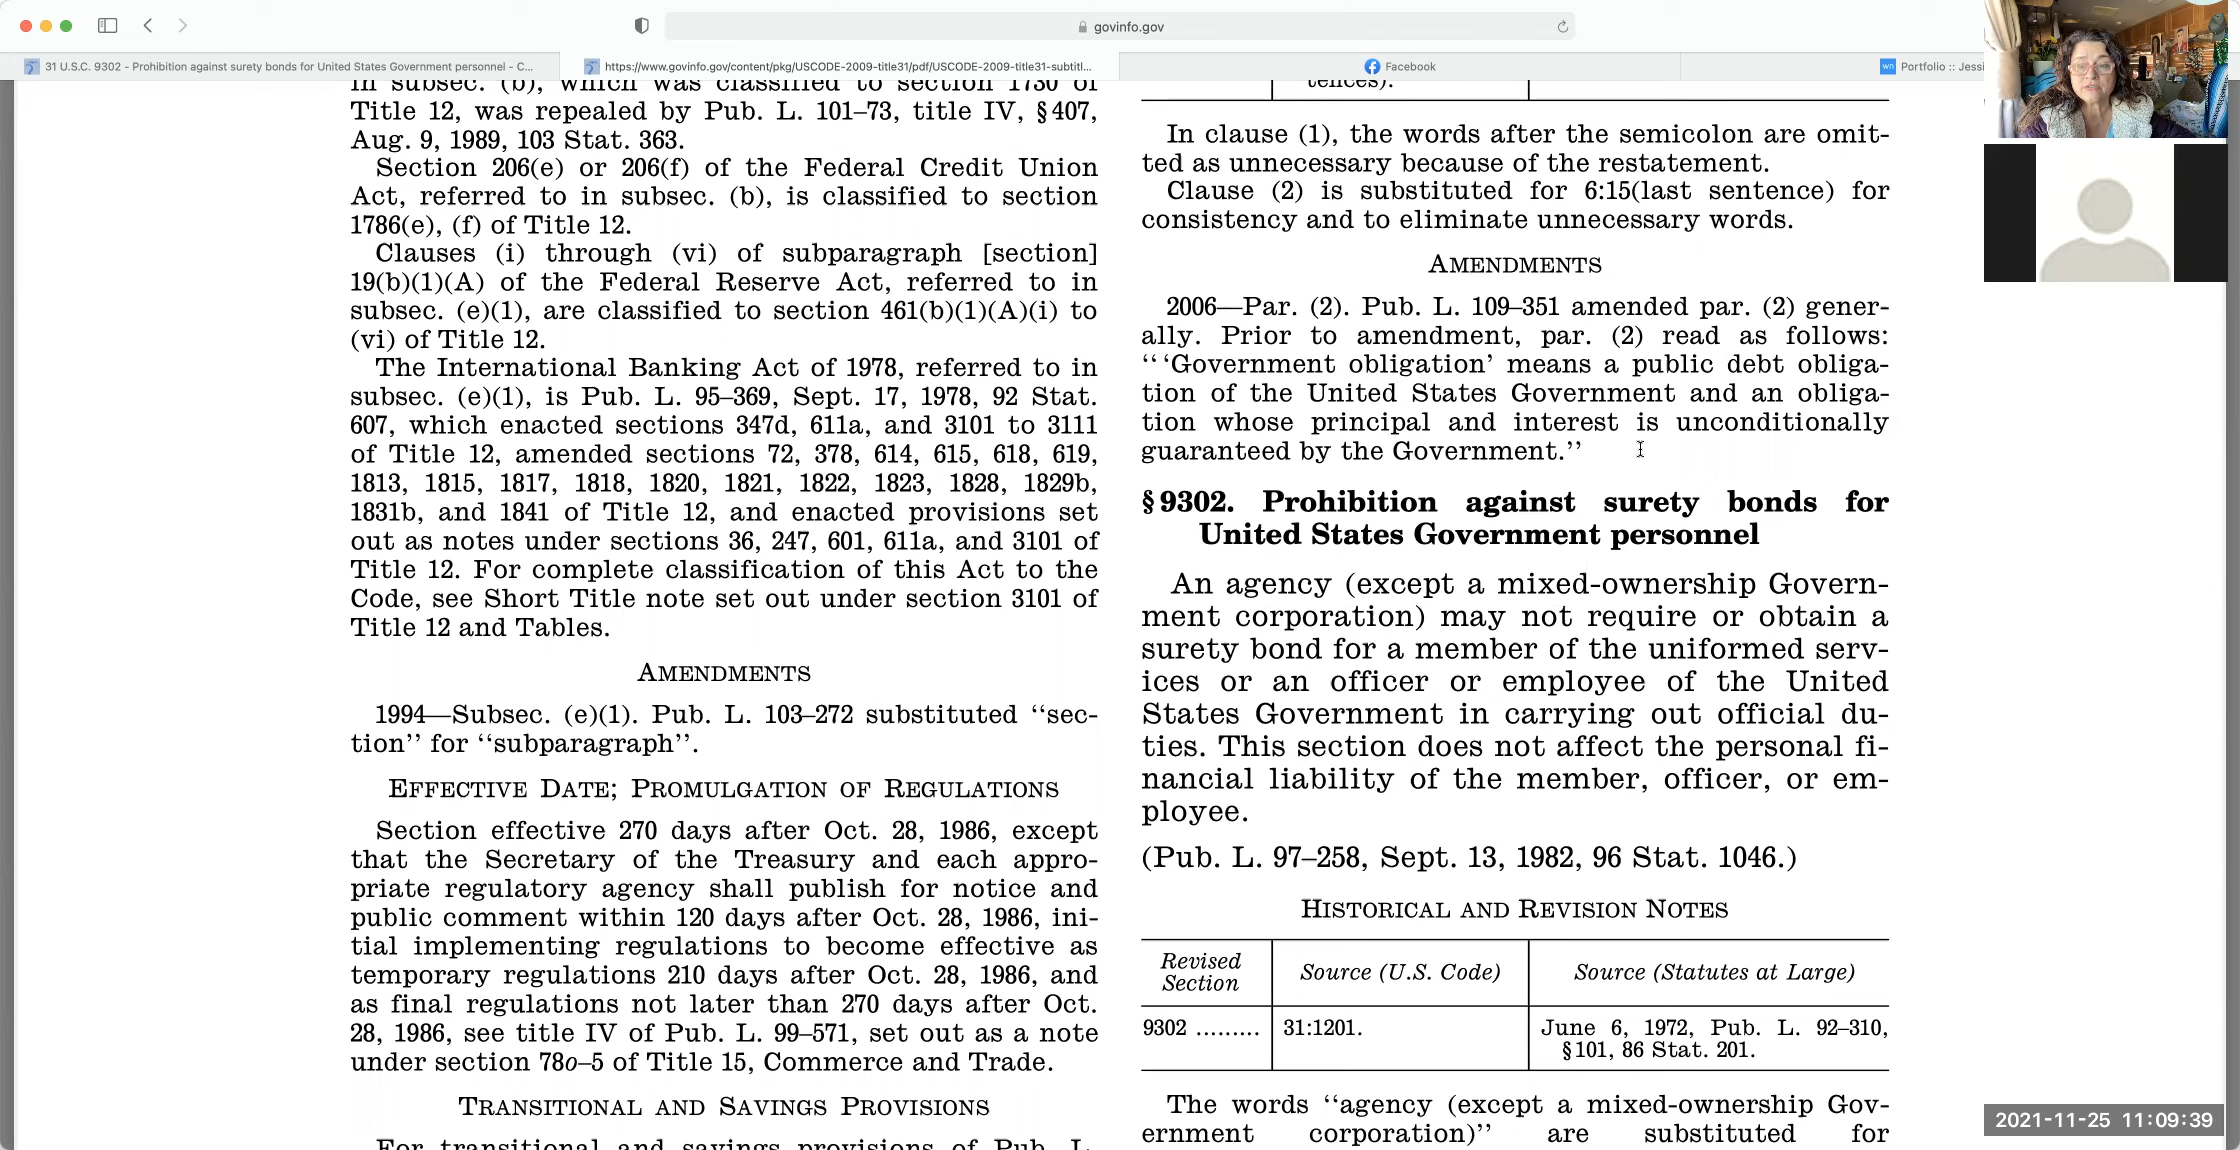 govinfo.gov
31 U.S.C. 9302 - Prohibition against surety bonds for United States Government personnel - C...
https://www.govinfo.gov/content/pkg/USCODE-2009-title31/pdf/USCODE-2009-title31-subtitl...
Facebook
wn
Portfolio :: Jessi
in subsec. (b), which was classified to section 1730 of
Title 12, was repealed by Pub. L. 101–73, title IV, §407,
Aug. 9, 1989, 103 Stat. 363.
Section 206(e) or 206(f) of the Federal Credit Union
Act, referred to in subsec. (b), is classified to section
1786(e), (f) of Title 12.
Clauses (i) through (vi) of subparagraph [section]
19(b)(1)(A) of the Federal Reserve Act, referred to in
subsec. (e)(1), are classified to section 461(b)(1)(A)(i) to
(vi) of Title 12.
The International Banking Act of 1978, referred to in
subsec. (e)(1), is Pub. L. 95–369, Sept. 17, 1978, 92 Stat.
607, which enacted sections 347d, 611a, and 3101 to 3111
of Title 12, amended sections 72, 378, 614, 615, 618, 619,
1813, 1815, 1817, 1818, 1820, 1821, 1822, 1823, 1828, 1829b,
1831b, and 1841 of Title 12, and enacted provisions set
out as notes under sections 36, 247, 601, 611a, and 3101 of
Title 12. For complete classification of this Act to the
Code, see Short Title note set out under section 3101 of
Title 12 and Tables.
AMENDMENTS
1994—Subsec. (e)(1). Pub. L. 103–272 substituted ‘‘sec-
tion’’ for ‘‘subparagraph’’.
EFFECTIVE DATE; PROMULGATION OF REGULATIONS
Section effective 270 days after Oct. 28, 1986, except
that the Secretary of the Treasury and each appro-
priate regulatory agency shall publish for notice and
public comment within 120 days after Oct. 28, 1986, ini-
tial implementing regulations to become effective as
temporary regulations 210 days after Oct. 28, 1986, and
as final regulations not later than 270 days after Oct.
28, 1986, see title IV of Pub. L. 99–571, set out as a note
under section 78o–5 of Title 15, Commerce and Trade.
TRANSITIONAL AND SAVINGS PROVISIONS
For transitional and savings provisions of Pub. L.
tences).
In clause (1), the words after the semicolon are omit-
ted as unnecessary because of the restatement.
Clause (2) is substituted for 6:15(last sentence) for
consistency and to eliminate unnecessary words.
AMENDMENTS
2006—Par. (2). Pub. L. 109–351 amended par. (2) gener-
ally. Prior to amendment, par. (2) read as follows:
‘‘ ‘Government obligation’ means a public debt obliga-
tion of the United States Government and an obliga-
tion whose principal and interest is unconditionally
guaranteed by the Government.’’
§9302. Prohibition against surety bonds for
United States Government personnel
An agency (except a mixed-ownership Govern-
ment corporation) may not require or obtain a
surety bond for a member of the uniformed serv-
ices or an officer or employee of the United
States Government in carrying out official du-
ties. This section does not affect the personal fi-
nancial liability of the member, officer, or em-
ployee.
(Pub. L. 97–258, Sept. 13, 1982, 96 Stat. 1046.)
HISTORICAL AND REVISION NOTES
Revised
Section
Source (U.S. Code)
Source (Statutes at Large)
9302 .........
31:1201.
June 6, 1972, Pub. L. 92–310,
§101, 86 Stat. 201.
The words ‘‘agency (except a mixed-ownership Gov-
ernment corporation)’’ are substituted for
2021-11-25 11:09:39